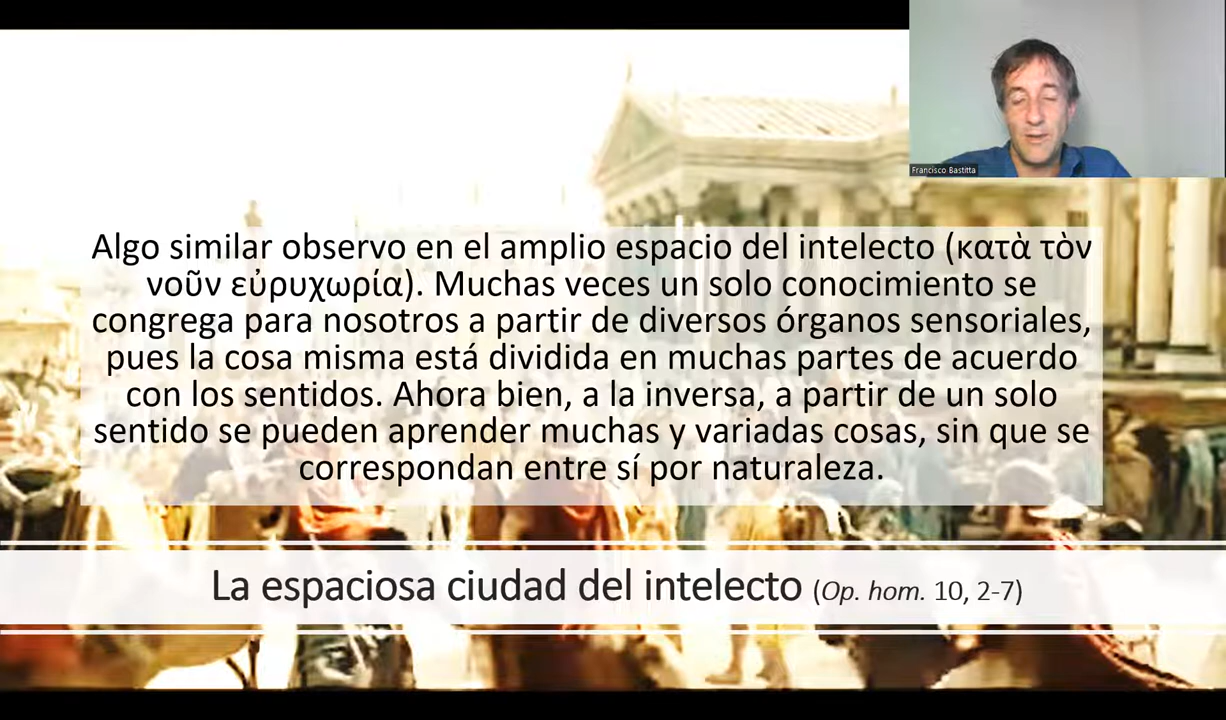 Francisco Bastitta
Algo similar observo en el amplio espacio del intelecto (κατὰ τὸν
νοῦν εὐρυχωρία). Muchas veces un solo conocimiento se
congrega para nosotros a partir de diversos órganos sensoriales,
pues la cosa misma está dividida en muchas partes de acuerdo
con los sentidos. Ahora bien, a la inversa, a partir de un solo
sentido se pueden aprender muchas y variadas cosas, sin que se
correspondan entre sí por naturaleza.
La espaciosa ciudad del intelecto (Op. hom. 10, 2-7)